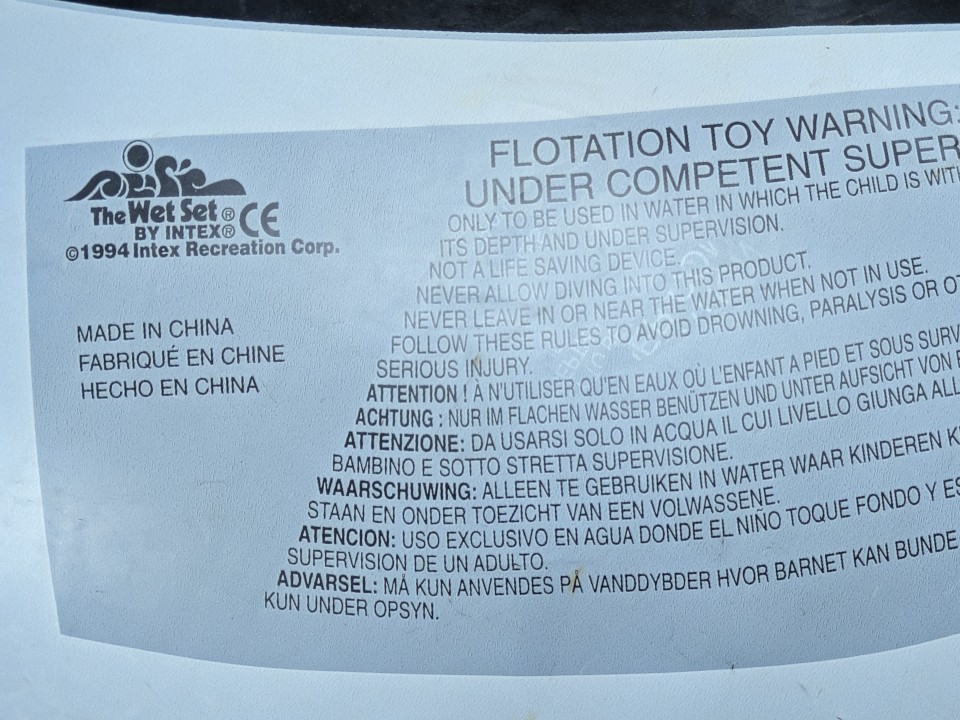 The Wet Set® CE
BY INTEX®
©1994 Intex Recreation Corp.
MADE IN CHINA
FABRIQUÉ EN CHINE
HECHO EN CHINA
FLOTATION TOY WARNING:
UNDER COMPETENT SUPER
ONLY TO BE USED IN WATER IN WHICH THE CHILD IS WITH
ITS DEPTH AND UNDER SUPERVISION.
NOT A LIFE SAVING DEVICE.
NEVER ALLOW DIVING INTO THIS PRODUCT.
NEVER LEAVE IN OR NEAR THE WATER WHEN NOT IN USE.
FOLLOW THESE RULES TO AVOID DROWNING, PARALYSIS OR OT
SERIOUS INJURY.
ATTENTION ! À N'UTILISER QU'EN EAUX OÙ L'ENFANT A PIED ET SOUS SURV
ACHTUNG : NUR IM FLACHEN WASSER BENÜTZEN UND UNTER AUFSICHT VON E
ATTENZIONE: DA USARSI SOLO IN ACQUA IL CUI LIVELLO GIUNGA ALL
BAMBINO E SOTTO STRETTA SUPERVISIONE.
WAARSCHUWING: ALLEEN TE GEBRUIKEN IN WATER WAAR KINDEREN K
STAAN EN ONDER TOEZICHT VAN EEN VOLWASSENE.
ATENCION: USO EXCLUSIVO EN AGUA DONDE EL NIÑO TOQUE FONDO Y ES
SUPERVISION DE UN ADULTO.
ADVARSEL: MÅ KUN ANVENDES PÅ VANDDYBDER HVOR BARNET KAN BUNDE
KUN UNDER OPSYN.